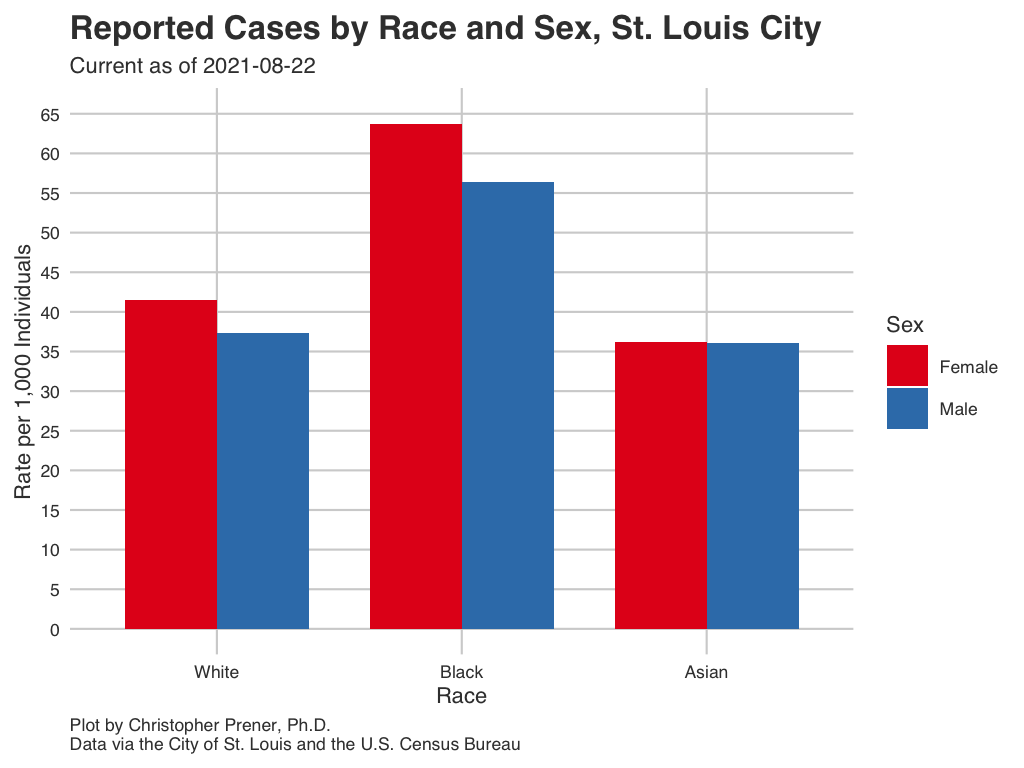 Reported Cases by Race and Sex, St. Louis City
Current as of 2021-08-22
Rate per 1,000 Individuals
65
60
55
50
45
40
35
30
25
20
15
10
5
0
White
Black
Asian
Race
Sex
Female
Male
Plot by Christopher Prener, Ph.D.
Data via the City of St. Louis and the U.S. Census Bureau